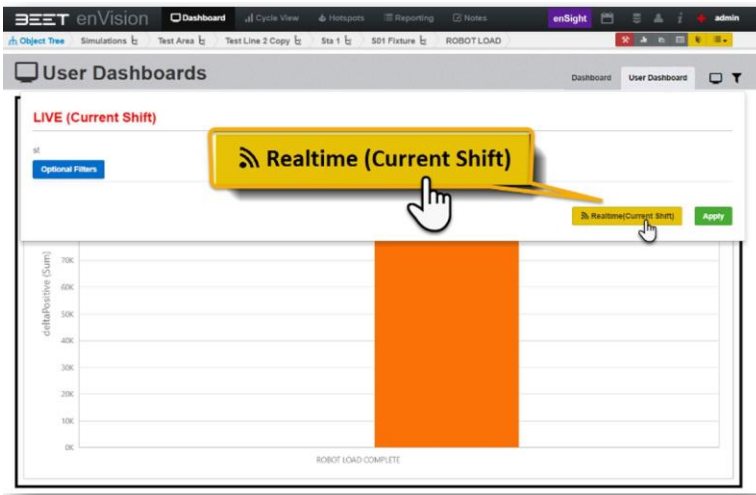 BEET enVision Dashboard Cycle View Hotspots Reporting Notes enSight admin
Object Tree Simulations Test Area Test Line 2 Copy Sta 1 S01 Fixture ROBOT LOAD
User Dashboards Dashboard User Dashboard
LIVE (Current Shift)
Realtime (Current Shift)
st
Optional Filters
Realtime(Current Shift) Apply
deltaPositive (Sum)
70K
60K
50K
40K
30K
20K
10K
0K
ROBOT LOAD COMPLETE